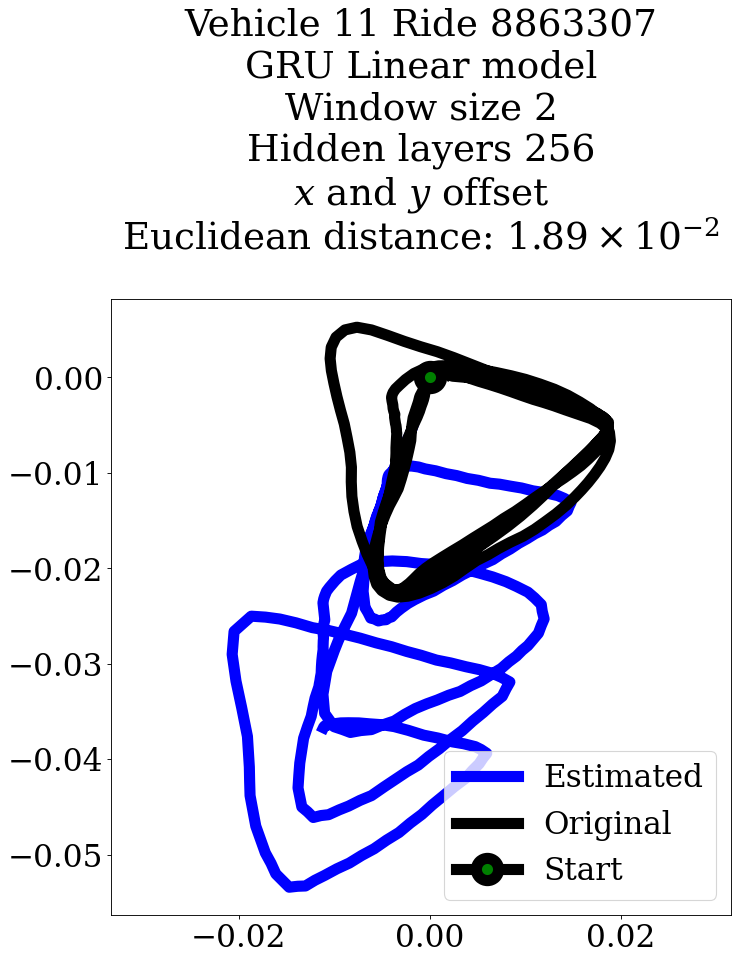 Vehicle 11 Ride 8863307
GRU Linear model
Window size 2
Hidden layers 256
x and y offset
Euclidean distance: 1.89 × 10⁻²
0.00
−0.01
−0.02
−0.03
−0.04
−0.05
Estimated
Original
Start
−0.02 0.00 0.02